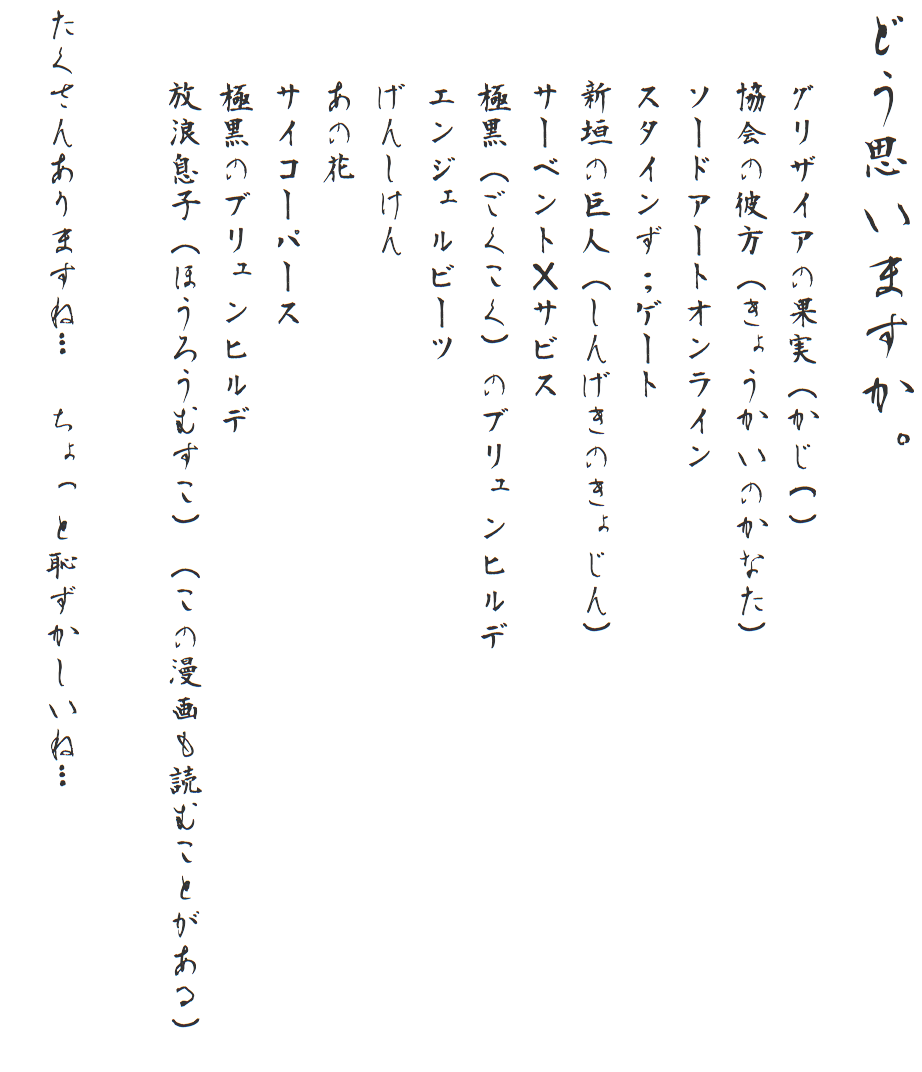 どう思いますか。
グリザイアの果実（かじ（）
協会の彼方（きょうかいのかなた）
ソードアートオンライン
スタインず；ゲート
新垣の巨人（しんげきのきょじん）
サーベントXサビス
極黒（ごくこく）のブリュンヒルデ
エンジェルビーツ
げんしけん
あの花
サイコーパース
極黒のブリュンヒルデ
放浪息子（ほうろうむすこ）　（この漫画も読むことがある）
たくさんありますね…　ちょっと恥ずかしいね…